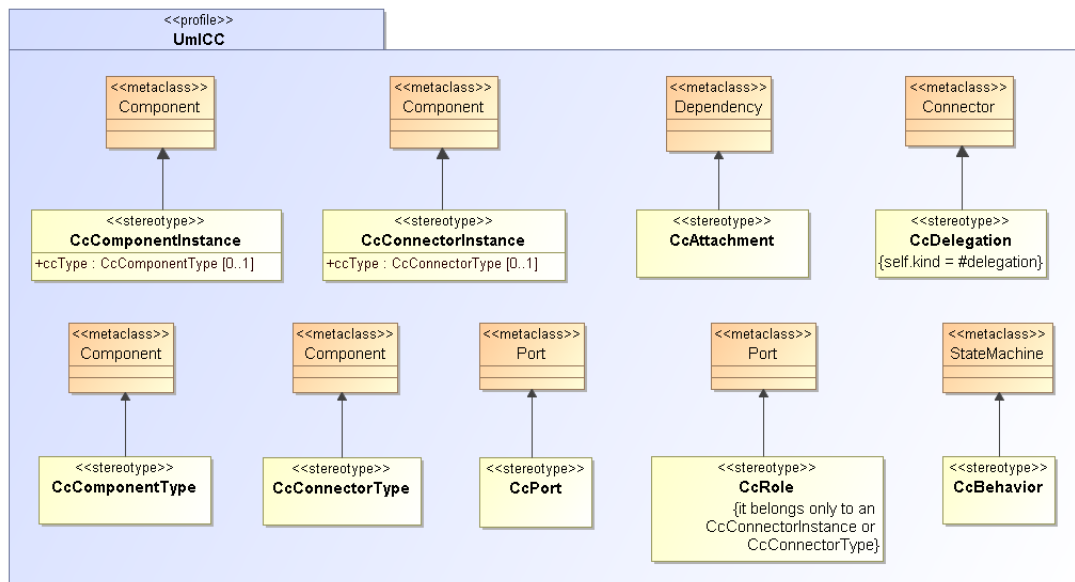 <<profile>>
UmlCC
<<metaclass>>
Component
<<metaclass>>
Component
<<metaclass>>
Dependency
<<metaclass>>
Connector
<<stereotype>>
CcComponentInstance
+ccType : CcComponentType [0..1]
<<stereotype>>
CcConnectorInstance
+ccType : CcConnectorType [0..1]
<<stereotype>>
CcAttachment
<<stereotype>>
CcDelegation
{self.kind = #delegation}
<<metaclass>>
Component
<<metaclass>>
Component
<<metaclass>>
Port
<<metaclass>>
Port
<<metaclass>>
StateMachine
<<stereotype>>
CcComponentType
<<stereotype>>
CcConnectorType
<<stereotype>>
CcPort
<<stereotype>>
CcRole
{it belongs only to an
CcConnectorInstance or
CcConnectorType}
<<stereotype>>
CcBehavior